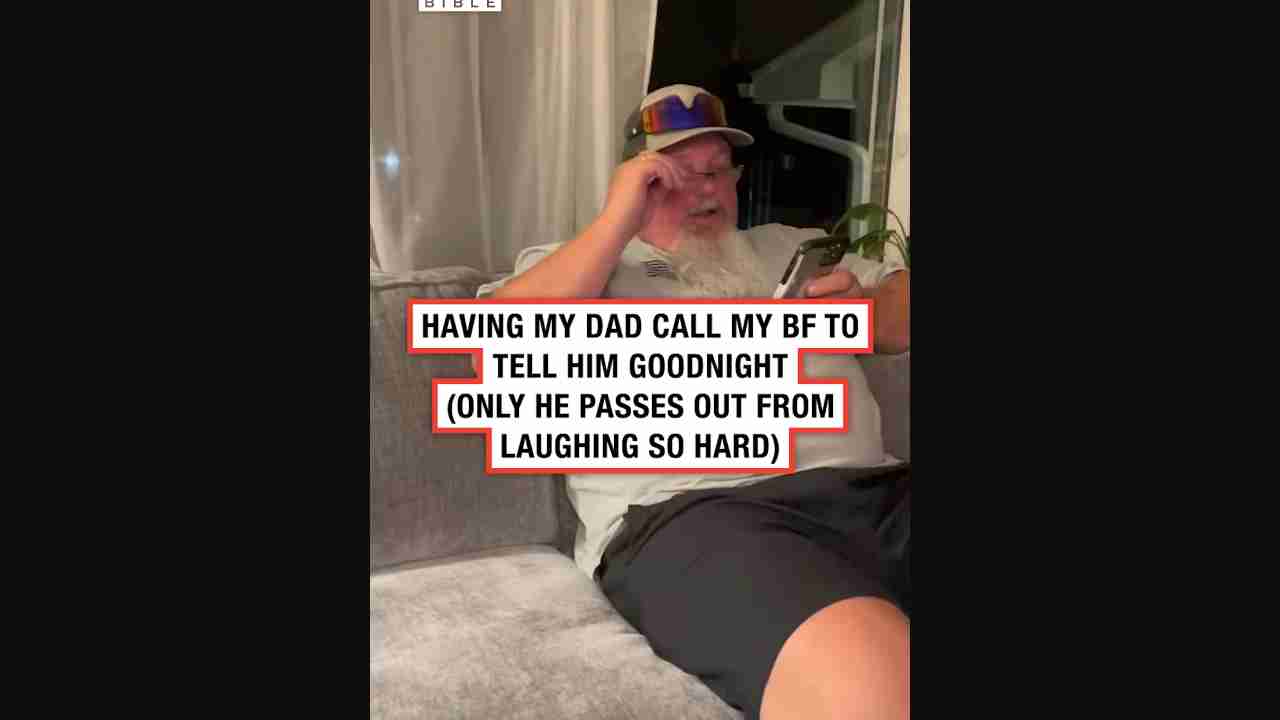 BIBLE
HAVING MY DAD CALL MY BF TO
TELL HIM GOODNIGHT
(ONLY HE PASSES OUT FROM
LAUGHING SO HARD)